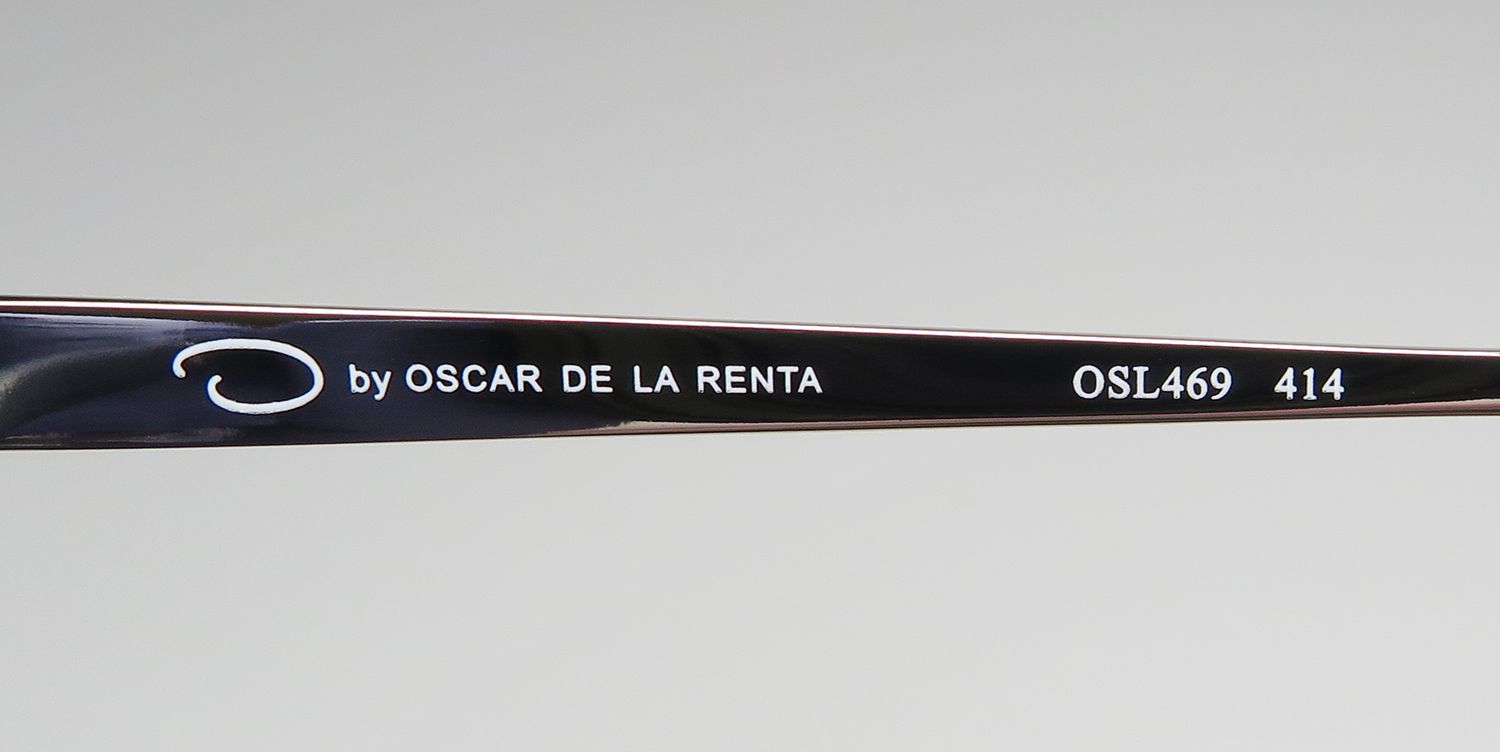 O by OSCAR DE LA RENTA OSL469 414